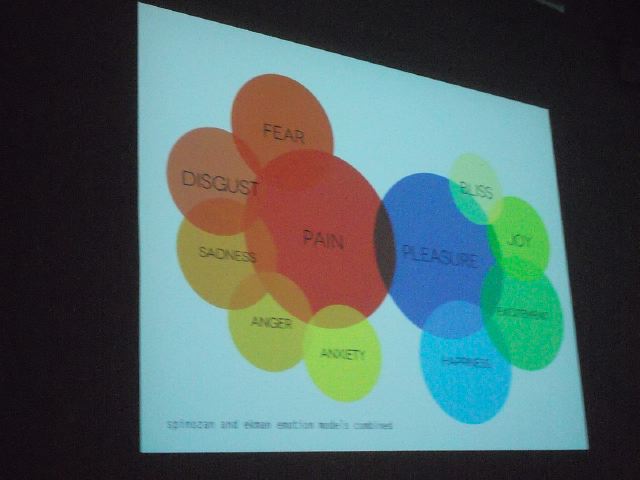 FEAR
DISGUST
PAIN
SADNESS
ANGER
ANXIETY
BLISS
JOY
PLEASURE
EXCITEMENT
HAPPINESS
spinozan and ekman emotion models combined